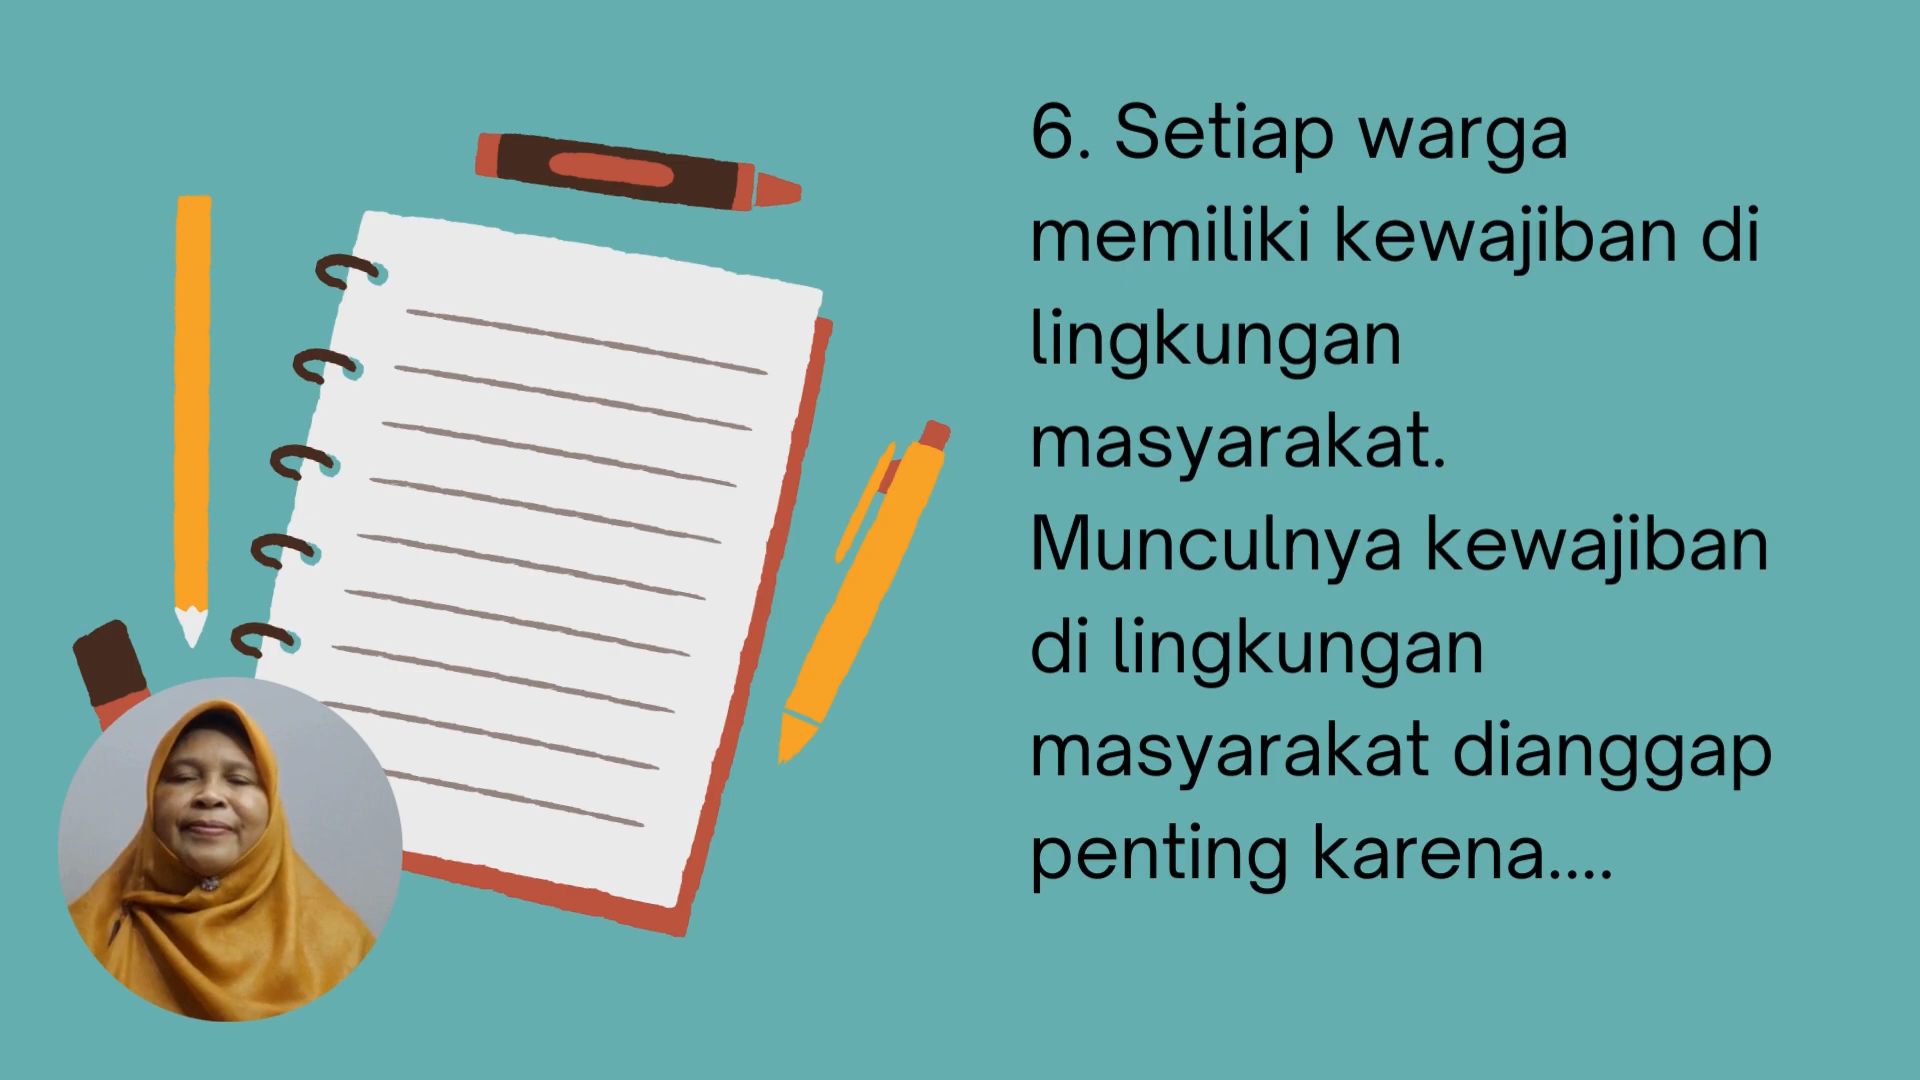 6. Setiap warga
memiliki kewajiban di
lingkungan
masyarakat.
Munculnya kewajiban
di lingkungan
masyarakat dianggap
penting karena....